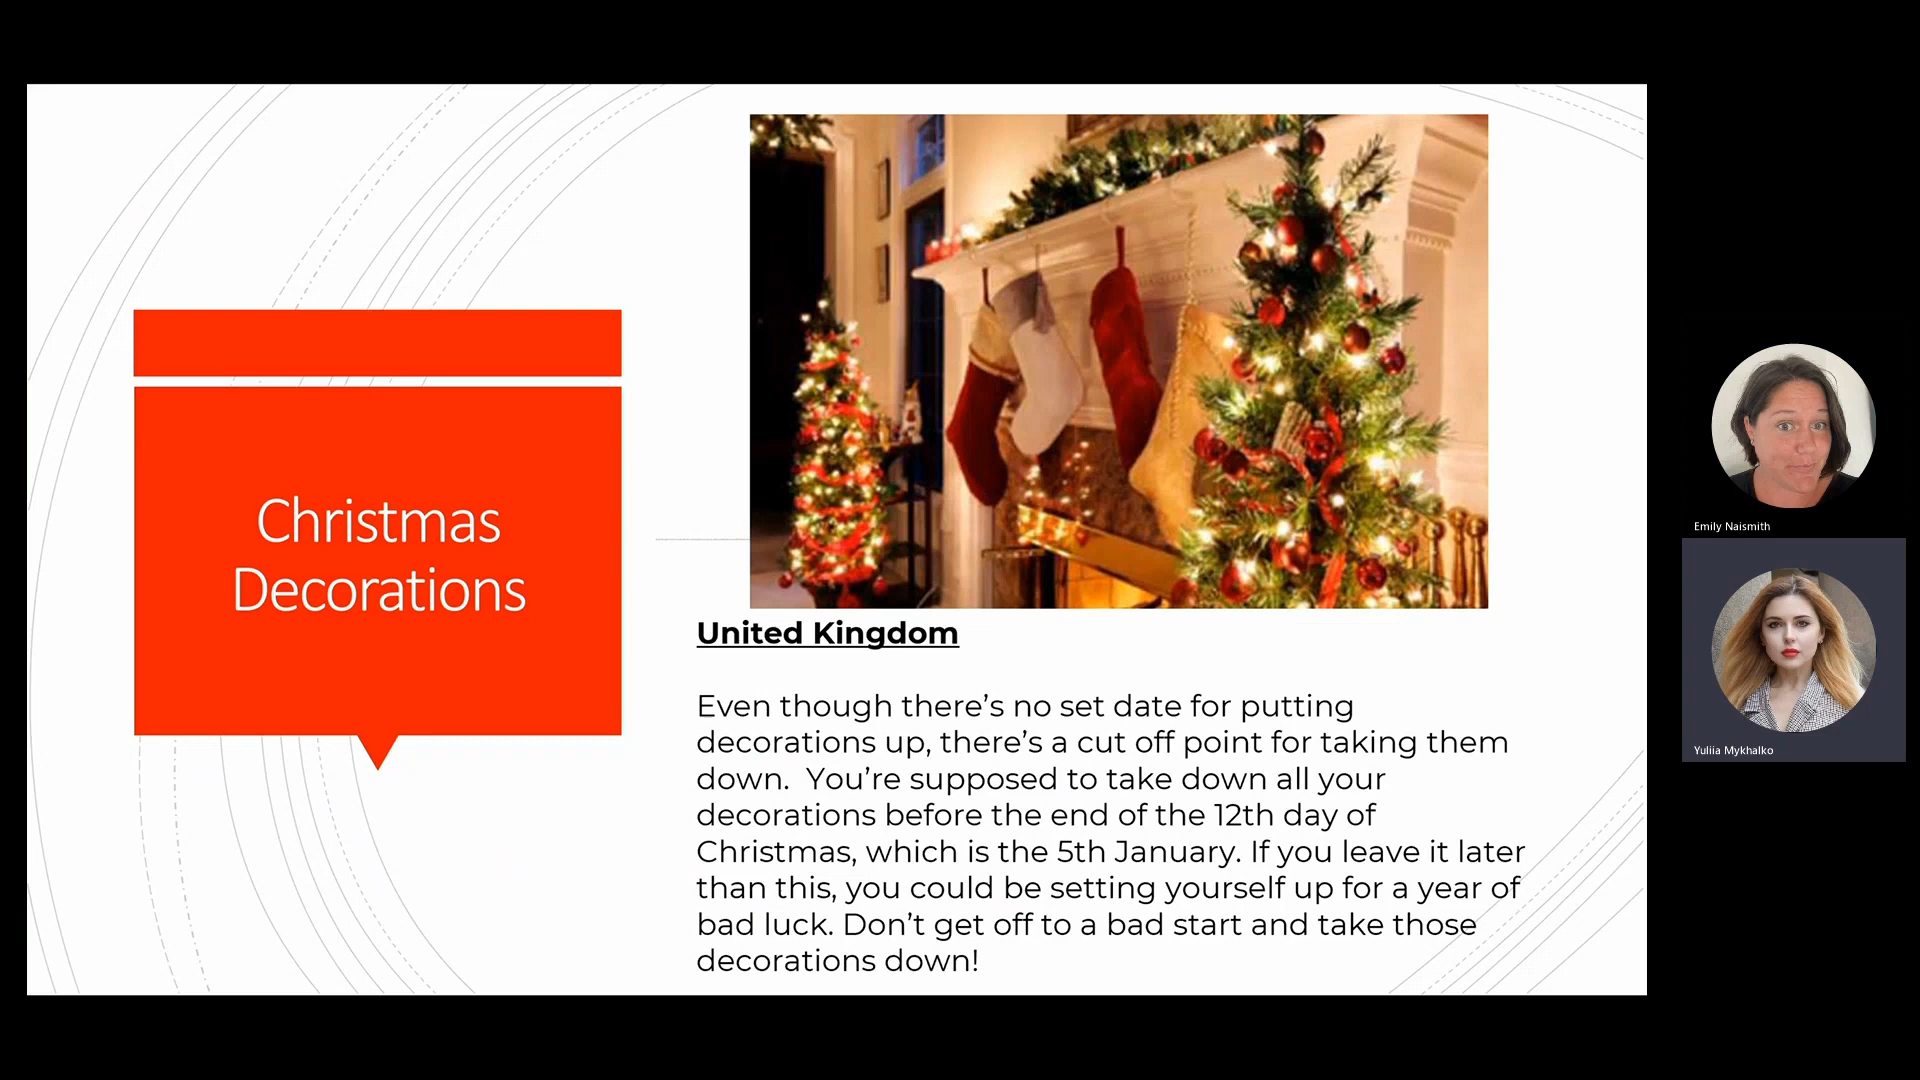 Christmas
Decorations
United Kingdom
Even though there’s no set date for putting
decorations up, there’s a cut off point for taking them
down.  You’re supposed to take down all your
decorations before the end of the 12th day of
Christmas, which is the 5th January. If you leave it later
than this, you could be setting yourself up for a year of
bad luck. Don’t get off to a bad start and take those
decorations down!
Emily Naismith
Yuliia Mykhalko